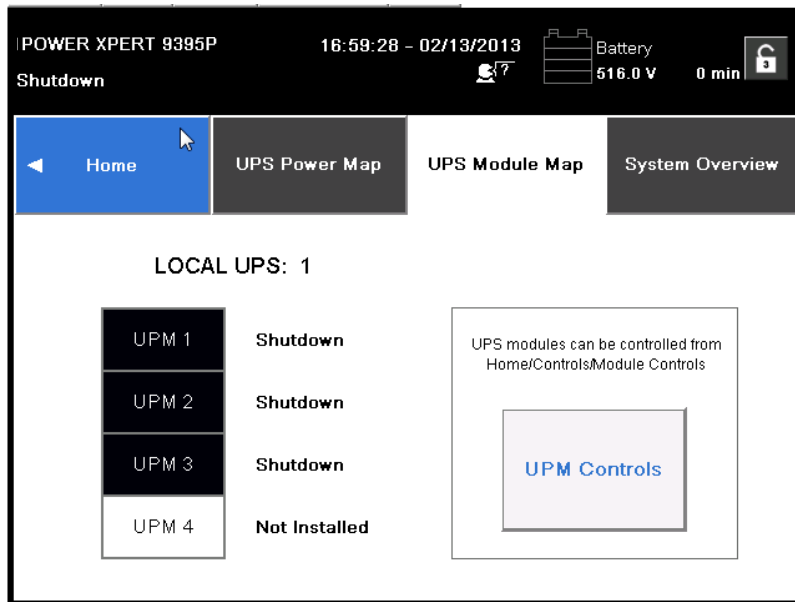 POWER XPERT 9395P
16:59:28 - 02/13/2013
Battery
Shutdown
?
516.0 V
0 min
3
Home
UPS Power Map
UPS Module Map
System Overview
LOCAL UPS: 1
UPM 1
Shutdown
UPM 2
Shutdown
UPM 3
Shutdown
UPM 4
Not Installed
UPS modules can be controlled from
Home/Controls/Module Controls
UPM Controls